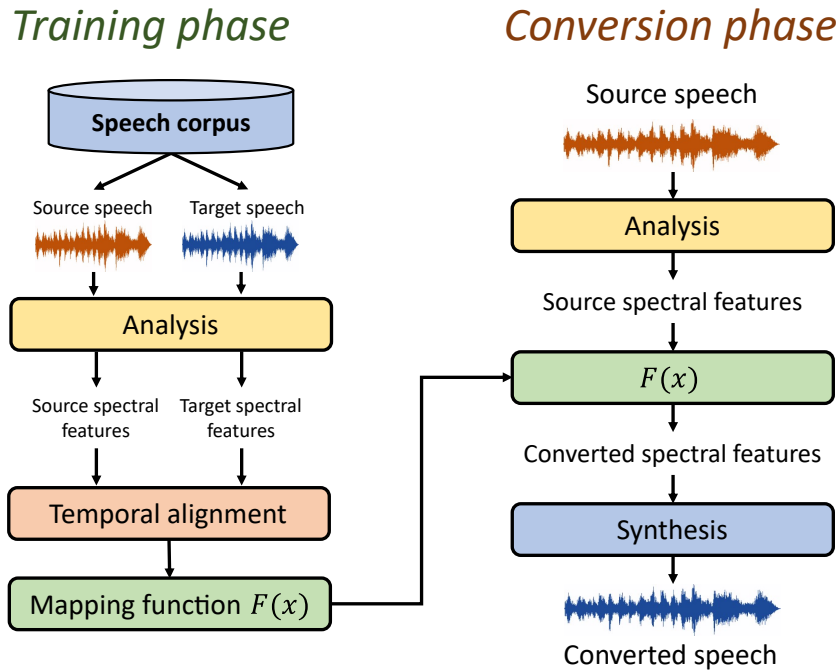 Training phase
Speech corpus
Source speech
Target speech
Analysis
Source spectral
features
Target spectral
features
Temporal alignment
Mapping function F(x)
Conversion phase
Source speech
Analysis
Source spectral features
F(x)
Converted spectral features
Synthesis
Converted speech